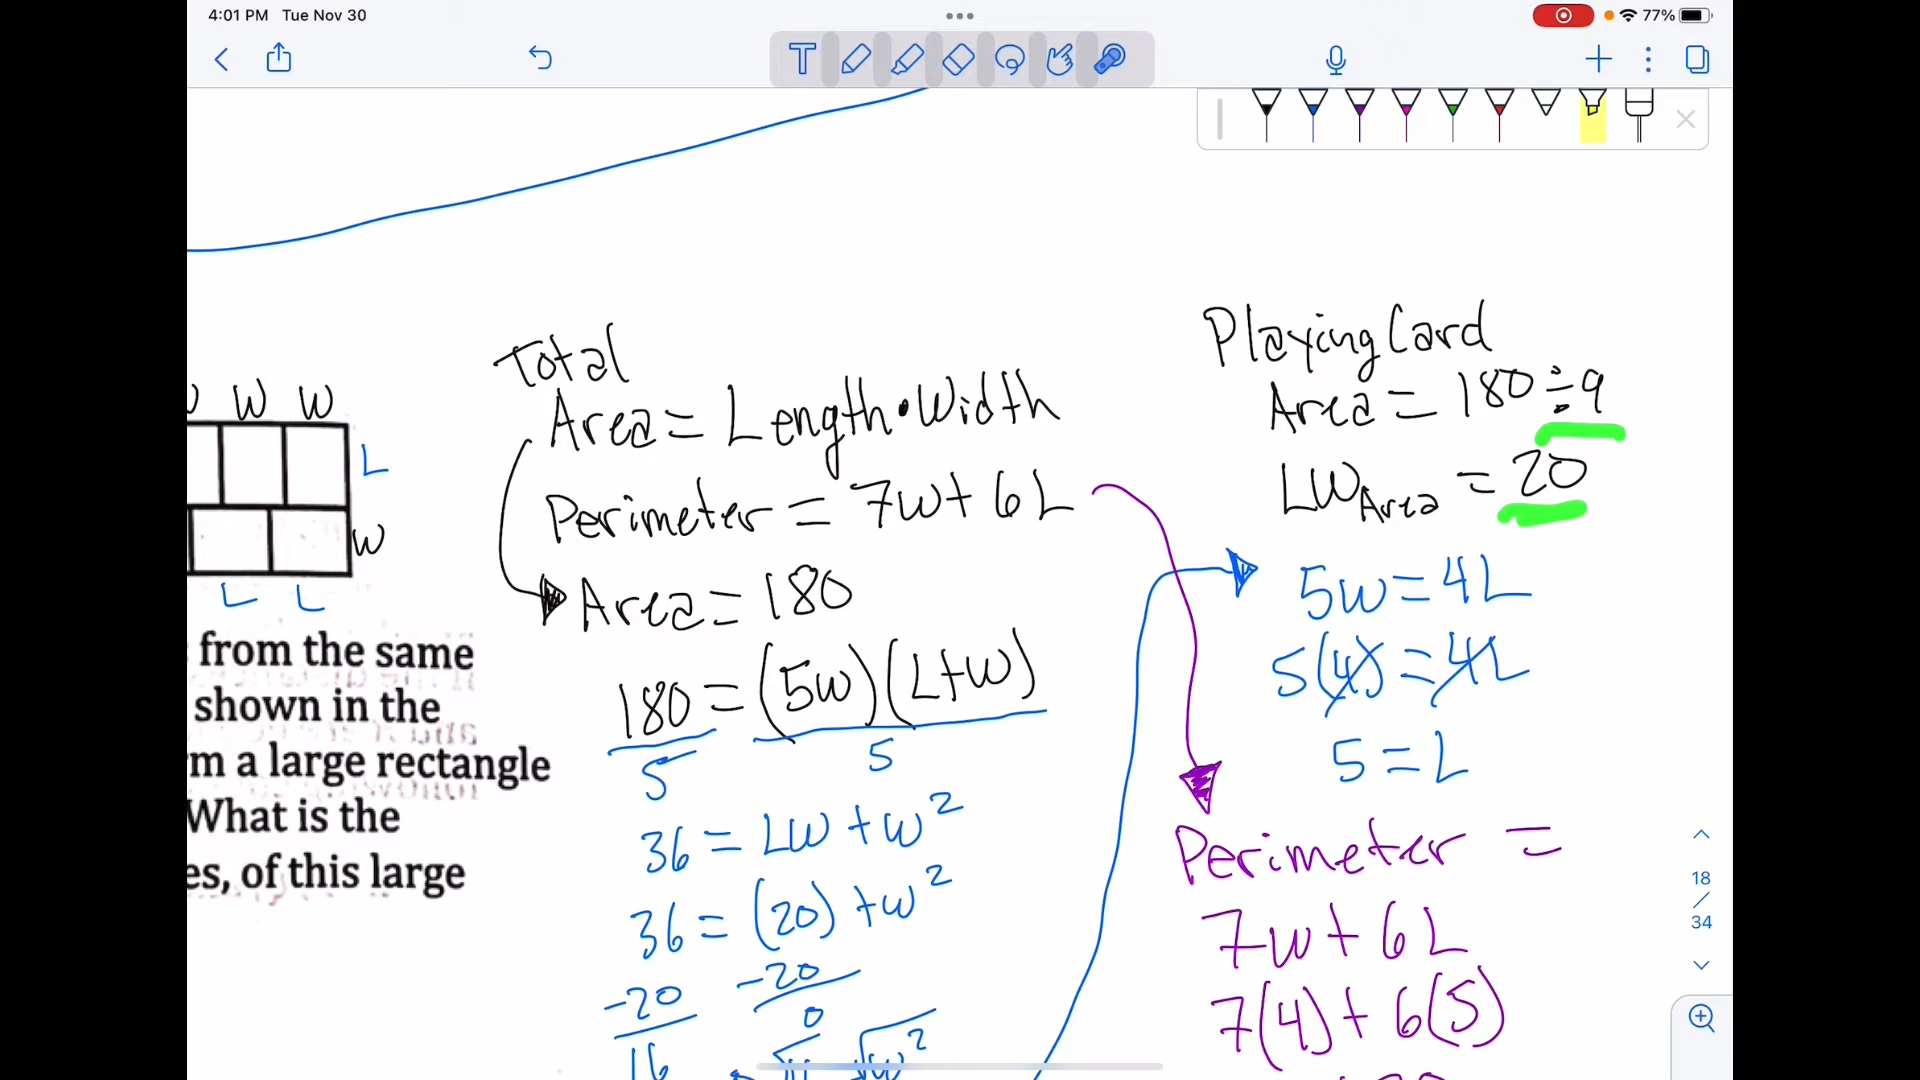 4:01 PM Tue Nov 30
77%
T
Total
Area = Length · Width
Perimeter = 7W + 6L
Area = 180
180 = (5W)(L+W)
5 5
36 = LW + W²
36 = (20) + W²
-20 -20
16 0
√W²
W W
L
W
L L
from the same
shown in the
rm a large rectangle
What is the
es, of this large
Playing Card
Area = 180 ÷ 9
LW Area = 20
5W = 4L
5(4) = 4L
5 = L
Perimeter =
7W + 6L
7(4) + 6(5)
18
/
34